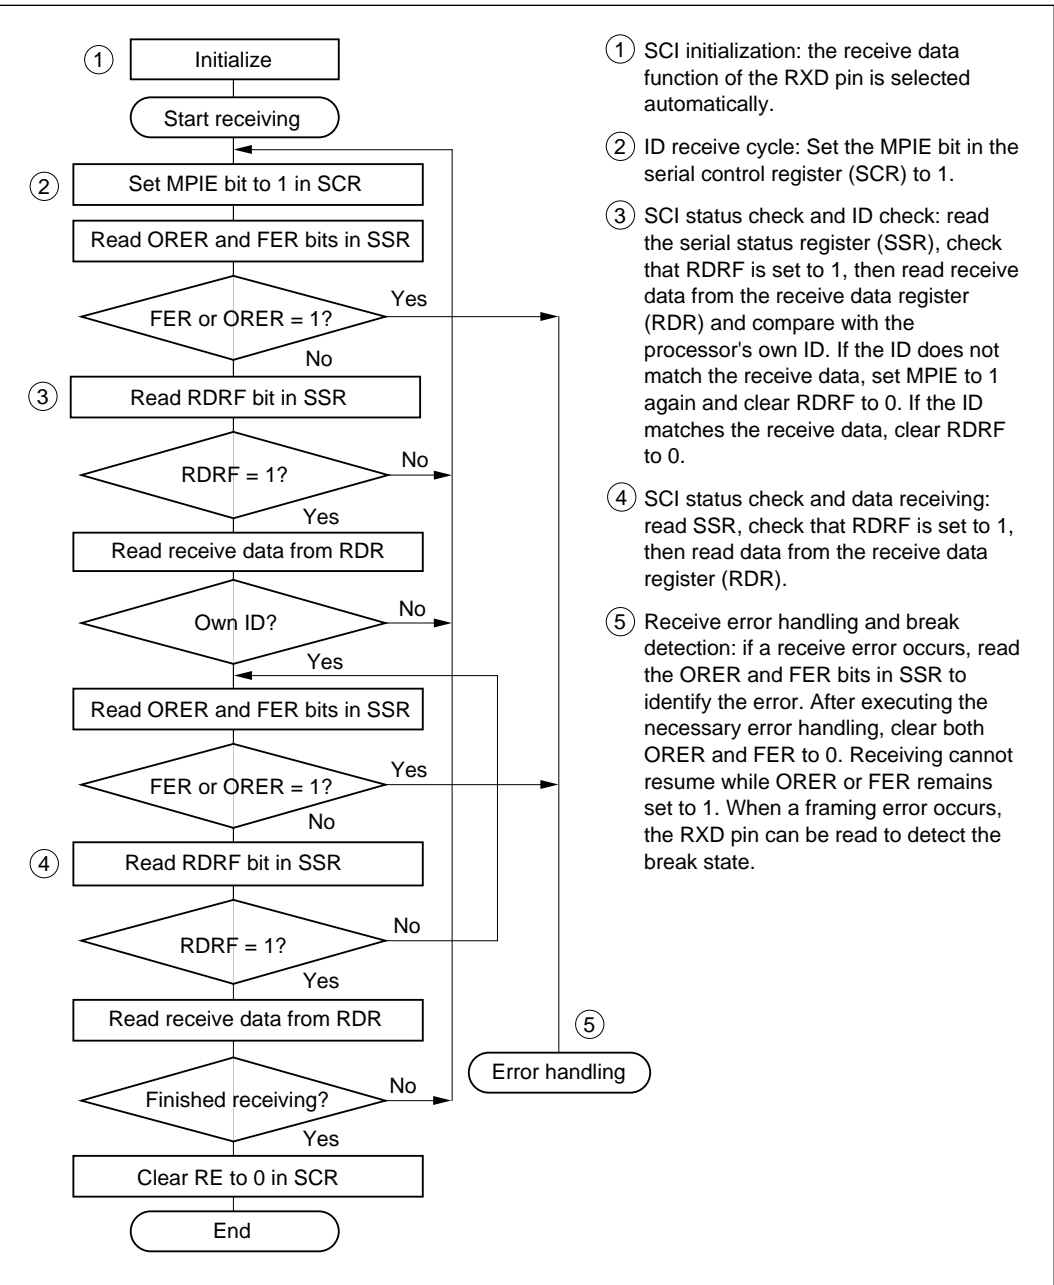 1 Initialize
Start receiving
2 Set MPIE bit to 1 in SCR
Read ORER and FER bits in SSR
FER or ORER = 1?
Yes
No
3 Read RDRF bit in SSR
RDRF = 1?
No
Yes
Read receive data from RDR
Own ID?
No
Yes
Read ORER and FER bits in SSR
FER or ORER = 1?
Yes
No
4 Read RDRF bit in SSR
RDRF = 1?
No
Yes
Read receive data from RDR
Finished receiving?
No
Yes
Clear RE to 0 in SCR
End
5
Error handling
1 SCI initialization: the receive data
function of the RXD pin is selected
automatically.
2 ID receive cycle: Set the MPIE bit in the
serial control register (SCR) to 1.
3 SCI status check and ID check: read
the serial status register (SSR), check
that RDRF is set to 1, then read receive
data from the receive data register
(RDR) and compare with the
processor's own ID. If the ID does not
match the receive data, set MPIE to 1
again and clear RDRF to 0. If the ID
matches the receive data, clear RDRF
to 0.
4 SCI status check and data receiving:
read SSR, check that RDRF is set to 1,
then read data from the receive data
register (RDR).
5 Receive error handling and break
detection: if a receive error occurs, read
the ORER and FER bits in SSR to
identify the error. After executing the
necessary error handling, clear both
ORER and FER to 0. Receiving cannot
resume while ORER or FER remains
set to 1. When a framing error occurs,
the RXD pin can be read to detect the
break state.